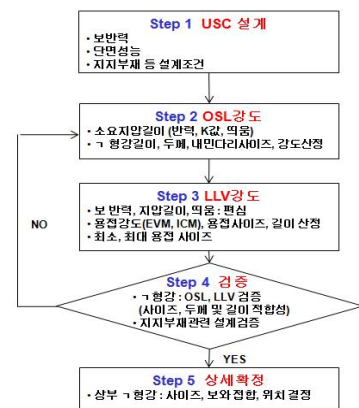 Step 1 USC 설계
• 보반력
• 단면성능
• 지지부재 등 설계조건
Step 2 OSL강도
• 소요지압길이 (반력, K값, 띄움)
• ㄱ 형강길이, 두께, 내민다리사이즈, 강도산정
Step 3 LLV강도
• 보 반력, 지압길이, 띄움 : 편심
• 용접강도(EVM, ICM), 용접사이즈, 길이 산정
• 최소, 최대 용접 사이즈
NO
Step 4 검증
• ㄱ형강 : OSL, LLV 검증
(사이즈, 두께 및 길이 적합성)
• 지지부재관련 설계검증
YES
Step 5 상세확정
• 상부 ㄱ형강 : 사이즈, 보와접합, 위치결정